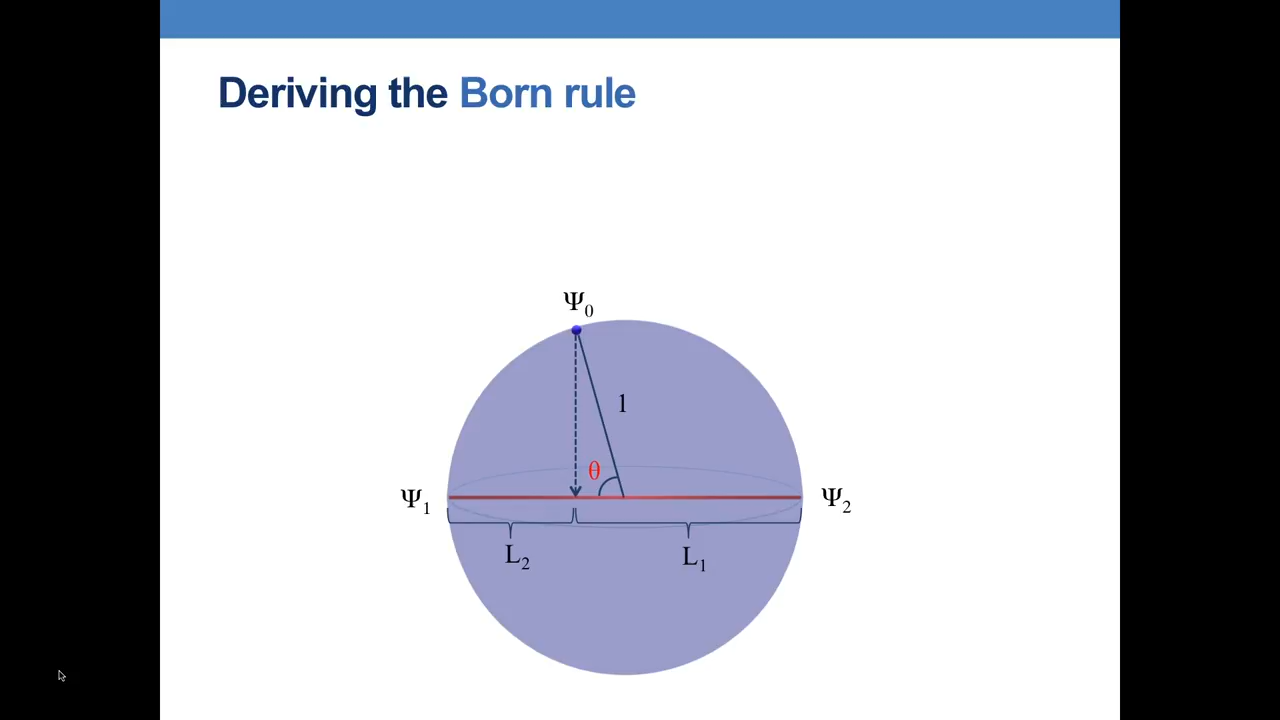 Deriving the Born rule
Ψ0
1
θ
Ψ1
Ψ2
L2
L1